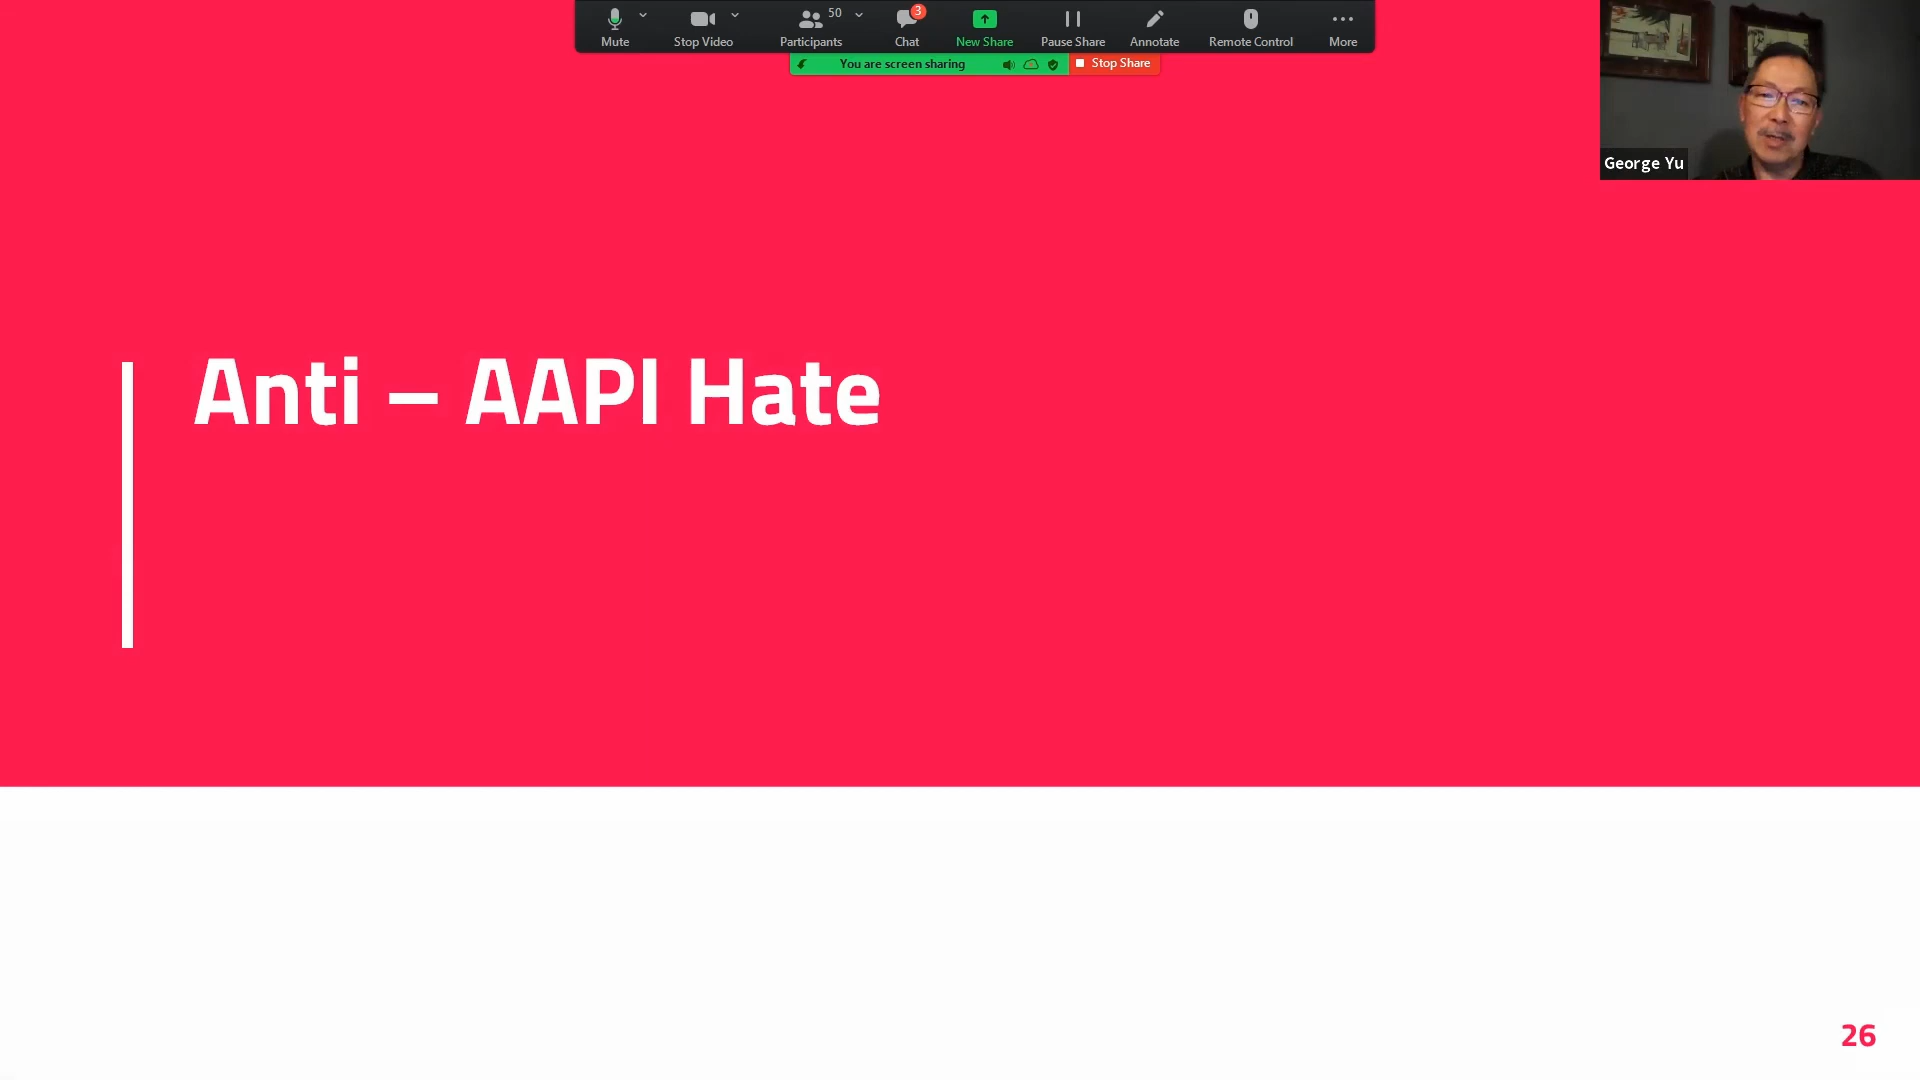 Mute
Stop Video
50
Participants
3
Chat
New Share
Pause Share
Annotate
Remote Control
More
You are screen sharing
Stop Share
George Yu
Anti – AAPI Hate
26